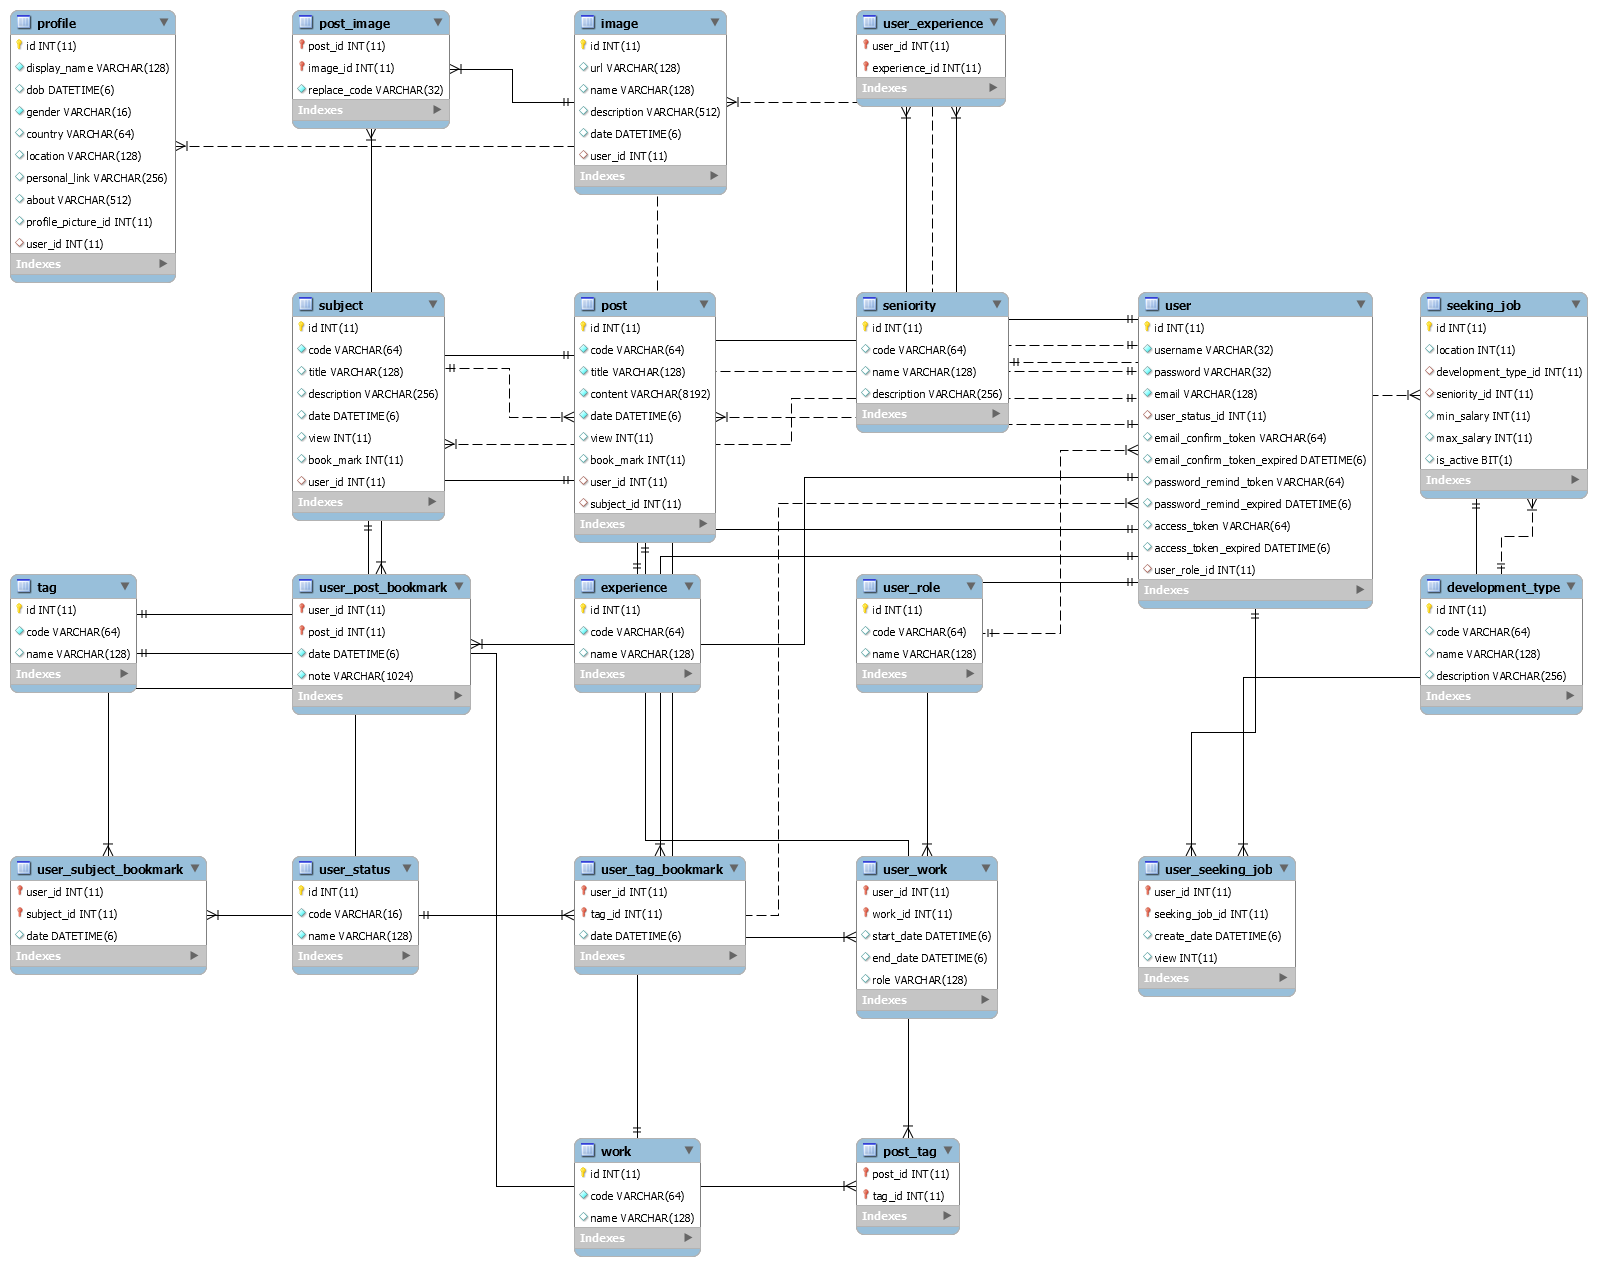 profile
id INT(11)
display_name VARCHAR(128)
dob DATETIME(6)
gender VARCHAR(16)
country VARCHAR(64)
location VARCHAR(128)
personal_link VARCHAR(256)
about VARCHAR(512)
profile_picture_id INT(11)
user_id INT(11)
Indexes
post_image
post_id INT(11)
image_id INT(11)
replace_code VARCHAR(32)
Indexes
image
id INT(11)
url VARCHAR(128)
name VARCHAR(128)
description VARCHAR(512)
date DATETIME(6)
user_id INT(11)
Indexes
user_experience
user_id INT(11)
experience_id INT(11)
Indexes
subject
id INT(11)
code VARCHAR(64)
title VARCHAR(128)
description VARCHAR(256)
date DATETIME(6)
view INT(11)
book_mark INT(11)
user_id INT(11)
Indexes
post
id INT(11)
code VARCHAR(64)
title VARCHAR(128)
content VARCHAR(8192)
date DATETIME(6)
view INT(11)
book_mark INT(11)
user_id INT(11)
subject_id INT(11)
Indexes
seniority
id INT(11)
code VARCHAR(64)
name VARCHAR(128)
description VARCHAR(256)
Indexes
user
id INT(11)
username VARCHAR(32)
password VARCHAR(32)
email VARCHAR(128)
user_status_id INT(11)
email_confirm_token VARCHAR(64)
email_confirm_token_expired DATETIME(6)
password_remind_token VARCHAR(64)
password_remind_expired DATETIME(6)
access_token VARCHAR(64)
access_token_expired DATETIME(6)
user_role_id INT(11)
Indexes
seeking_job
id INT(11)
location INT(11)
development_type_id INT(11)
seniority_id INT(11)
min_salary INT(11)
max_salary INT(11)
is_active BIT(1)
Indexes
tag
id INT(11)
code VARCHAR(64)
name VARCHAR(128)
Indexes
user_post_bookmark
user_id INT(11)
post_id INT(11)
date DATETIME(6)
note VARCHAR(1024)
Indexes
experience
id INT(11)
code VARCHAR(64)
name VARCHAR(128)
Indexes
user_role
id INT(11)
code VARCHAR(64)
name VARCHAR(128)
Indexes
development_type
id INT(11)
code VARCHAR(64)
name VARCHAR(128)
description VARCHAR(256)
Indexes
user_subject_bookmark
user_id INT(11)
subject_id INT(11)
date DATETIME(6)
Indexes
user_status
id INT(11)
code VARCHAR(16)
name VARCHAR(128)
Indexes
user_tag_bookmark
user_id INT(11)
tag_id INT(11)
date DATETIME(6)
Indexes
user_work
user_id INT(11)
work_id INT(11)
start_date DATETIME(6)
end_date DATETIME(6)
role VARCHAR(128)
Indexes
user_seeking_job
user_id INT(11)
seeking_job_id INT(11)
create_date DATETIME(6)
view INT(11)
Indexes
work
id INT(11)
code VARCHAR(64)
name VARCHAR(128)
Indexes
post_tag
post_id INT(11)
tag_id INT(11)
Indexes